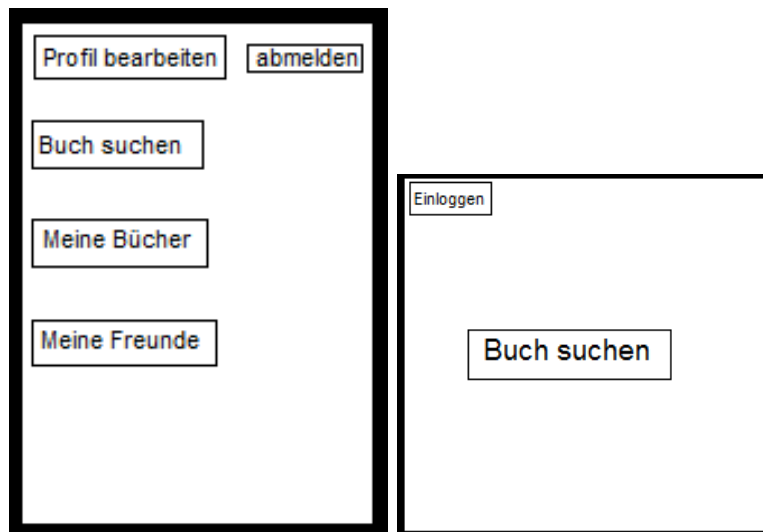 Profil bearbeiten
abmelden
Buch suchen
Meine Bücher
Meine Freunde
Einloggen
Buch suchen